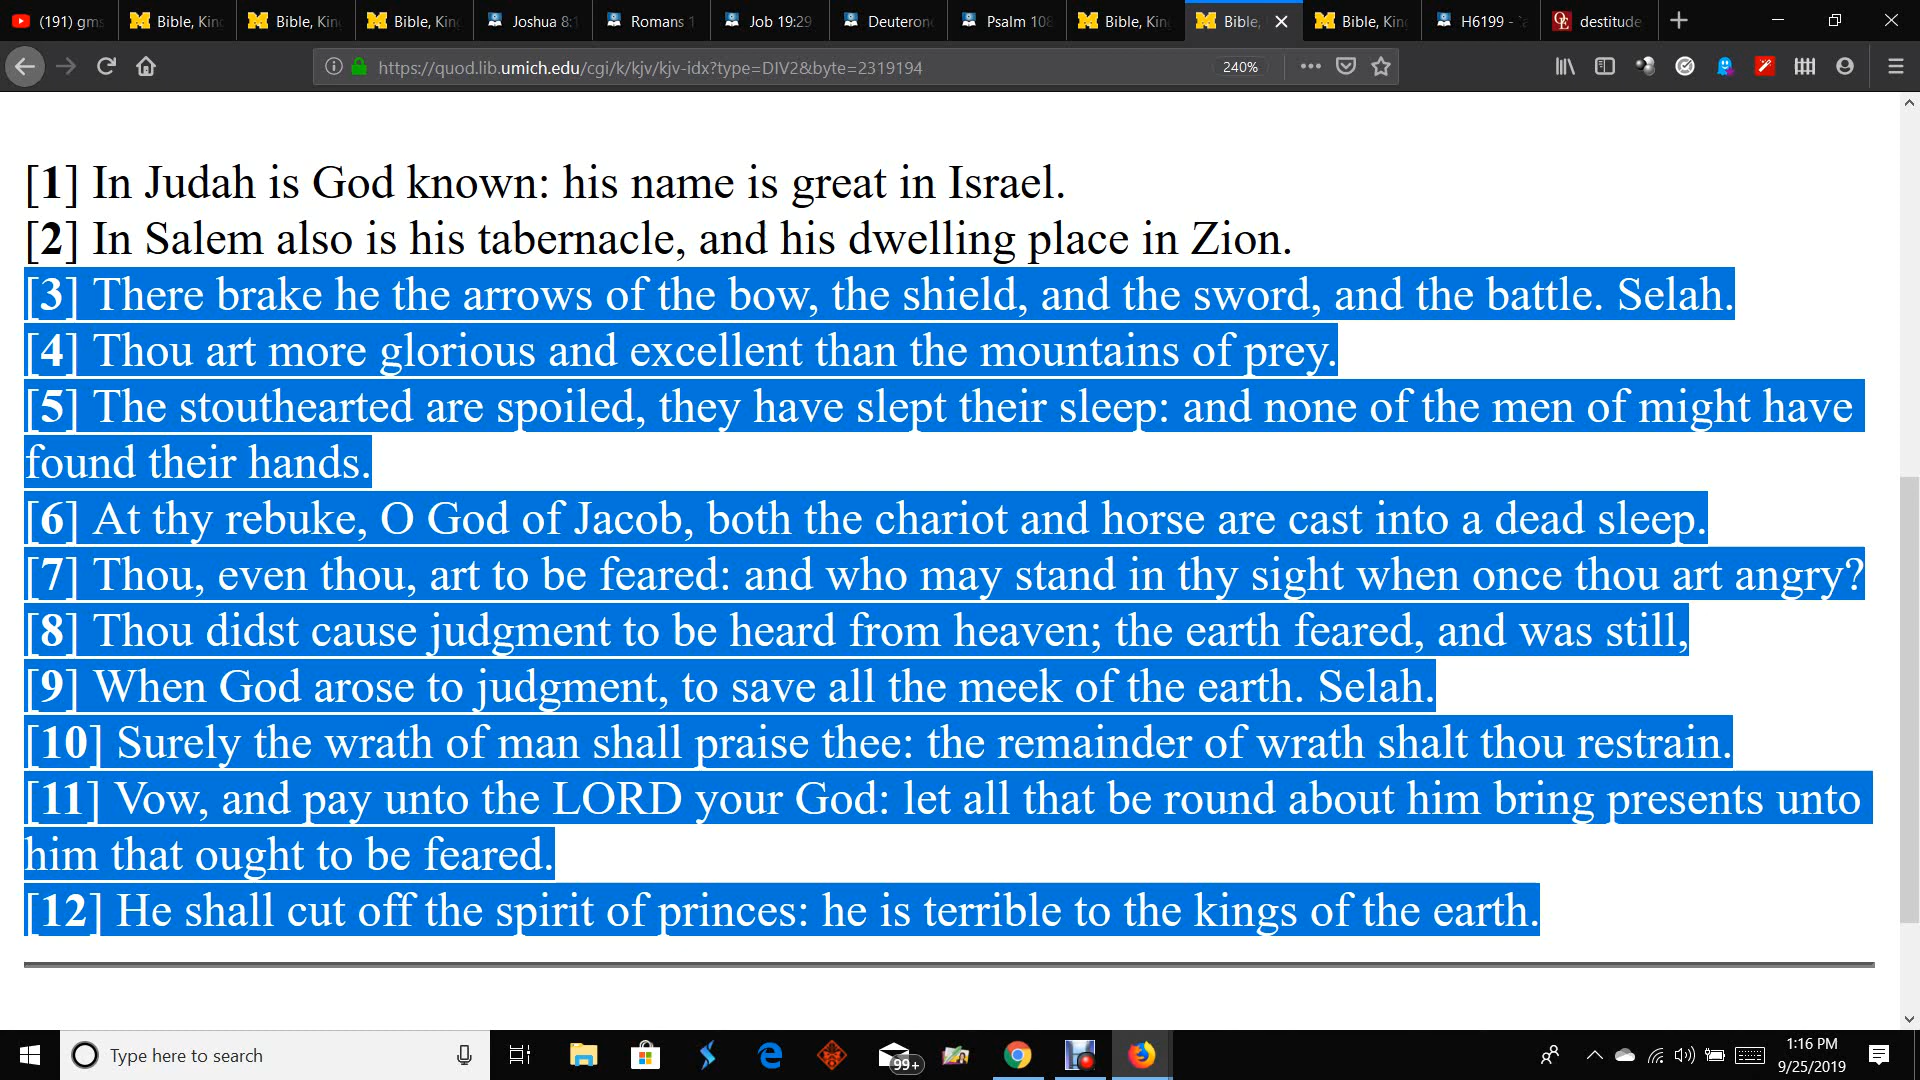 (191) gms
Bible, Kin
Bible, Kin
Bible, Kin
Joshua 8:1
Romans 1
Job 19:29
Deuteron
Psalm 108
Bible, Kin
Bible,
Bible, Kin
H6199 -
destitude
https://quod.lib.umich.edu/cgi/k/kjv/kjv-idx?type=DIV2&byte=2319194
240%
[1] In Judah is God known: his name is great in Israel.
[2] In Salem also is his tabernacle, and his dwelling place in Zion.
[3] There brake he the arrows of the bow, the shield, and the sword, and the battle. Selah.
[4] Thou art more glorious and excellent than the mountains of prey.
[5] The stouthearted are spoiled, they have slept their sleep: and none of the men of might have
found their hands.
[6] At thy rebuke, O God of Jacob, both the chariot and horse are cast into a dead sleep.
[7] Thou, even thou, art to be feared: and who may stand in thy sight when once thou art angry?
[8] Thou didst cause judgment to be heard from heaven; the earth feared, and was still,
[9] When God arose to judgment, to save all the meek of the earth. Selah.
[10] Surely the wrath of man shall praise thee: the remainder of wrath shalt thou restrain.
[11] Vow, and pay unto the LORD your God: let all that be round about him bring presents unto
him that ought to be feared.
[12] He shall cut off the spirit of princes: he is terrible to the kings of the earth.
Type here to search
99+
1:16 PM
9/25/2019